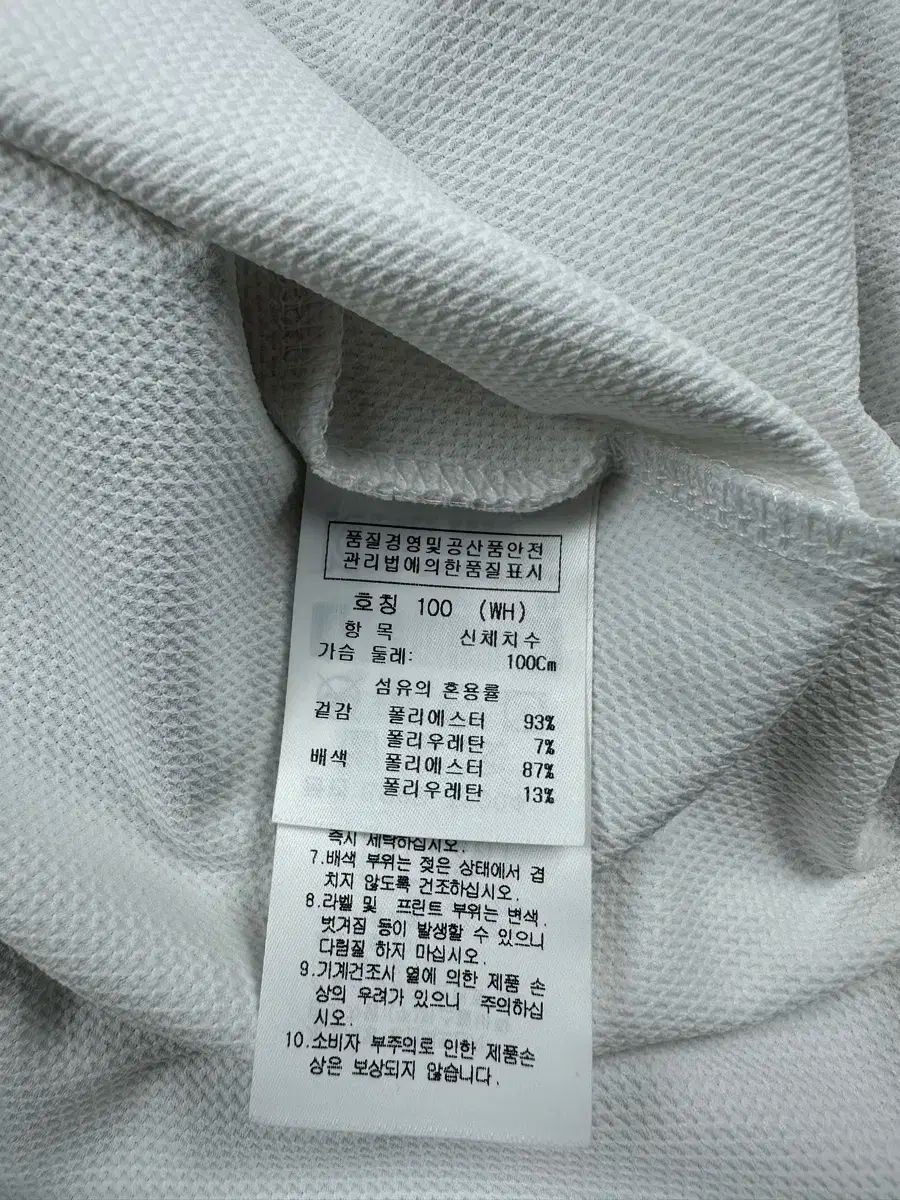 품질경영및공산품안전
관리법에의한품질표시
호칭 100 (WH)
항 목 신체치수
가슴 둘레: 100Cm
섬유의 혼용률
겉감 폴리에스터 93%
폴리우레탄 7%
배색 폴리에스터 87%
폴리우레탄 13%
즉시 세탁하십시오.
7.배색 부위는 젖은 상태에서 겹
치지 않도록 건조하십시오.
8.라벨 및 프린트 부위는 변색.
벗겨짐 등이 발생할 수 있으니
다림질 하지 마십시오.
9.기계건조시 열에 의한 제품 손
상의 우려가 있으니 주의하십
시오.
10.소비자 부주의로 인한 제품손
상은 보상되지 않습니다.